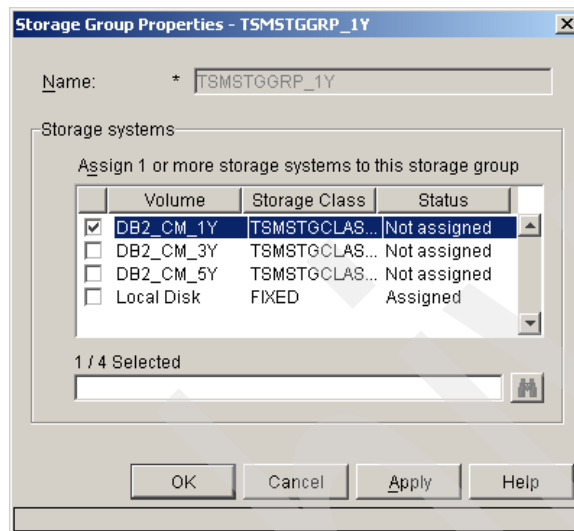 Storage Group Properties - TSMSTGGRP_1Y
Name: * TSMSTGGRP_1Y
Storage systems
Assign 1 or more storage systems to this storage group
Volume Storage Class Status
DB2_CM_1Y TSMSTGCLAS... Not assigned
DB2_CM_3Y TSMSTGCLAS... Not assigned
DB2_CM_5Y TSMSTGCLAS... Not assigned
Local Disk FIXED Assigned
1 / 4 Selected
OK Cancel Apply Help